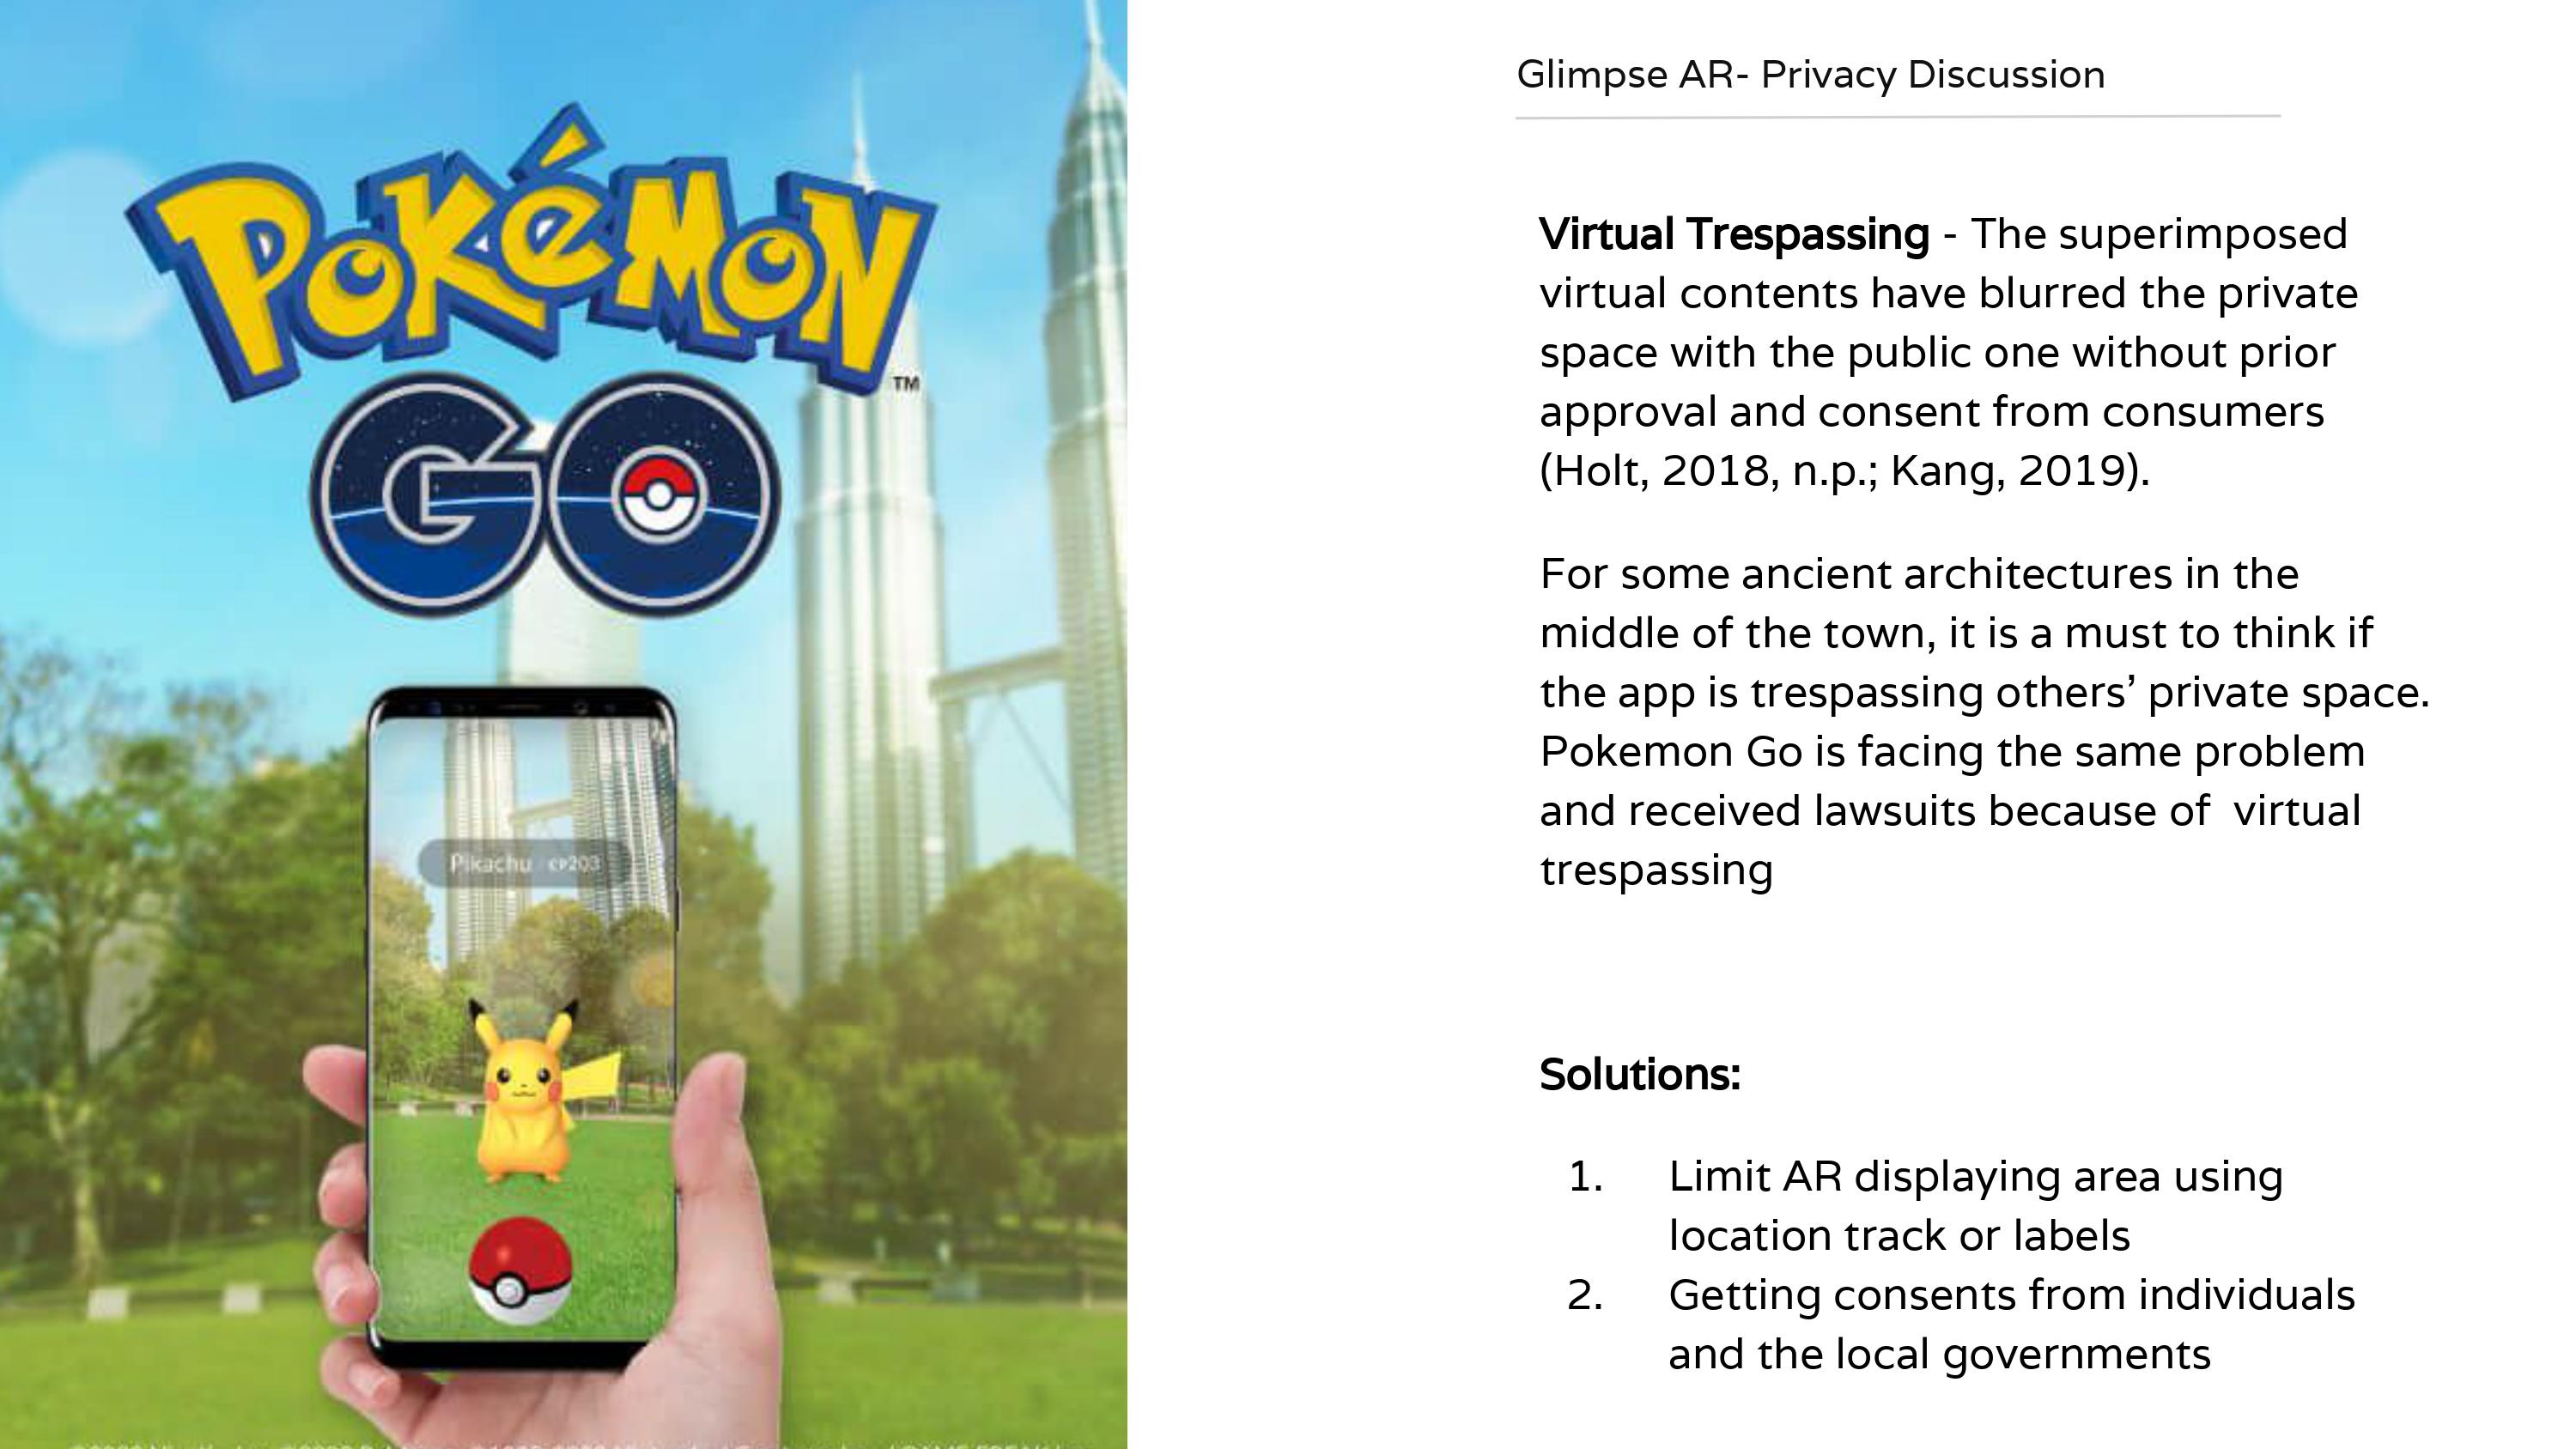 POKéMON
TM
GO
Pikachu CP203
Glimpse AR- Privacy Discussion
Virtual Trespassing - The superimposed
virtual contents have blurred the private
space with the public one without prior
approval and consent from consumers
(Holt, 2018, n.p.; Kang, 2019).
For some ancient architectures in the
middle of the town, it is a must to think if
the app is trespassing others’ private space.
Pokemon Go is facing the same problem
and received lawsuits because of  virtual
trespassing
Solutions:
1. Limit AR displaying area using
location track or labels
2. Getting consents from individuals
and the local governments